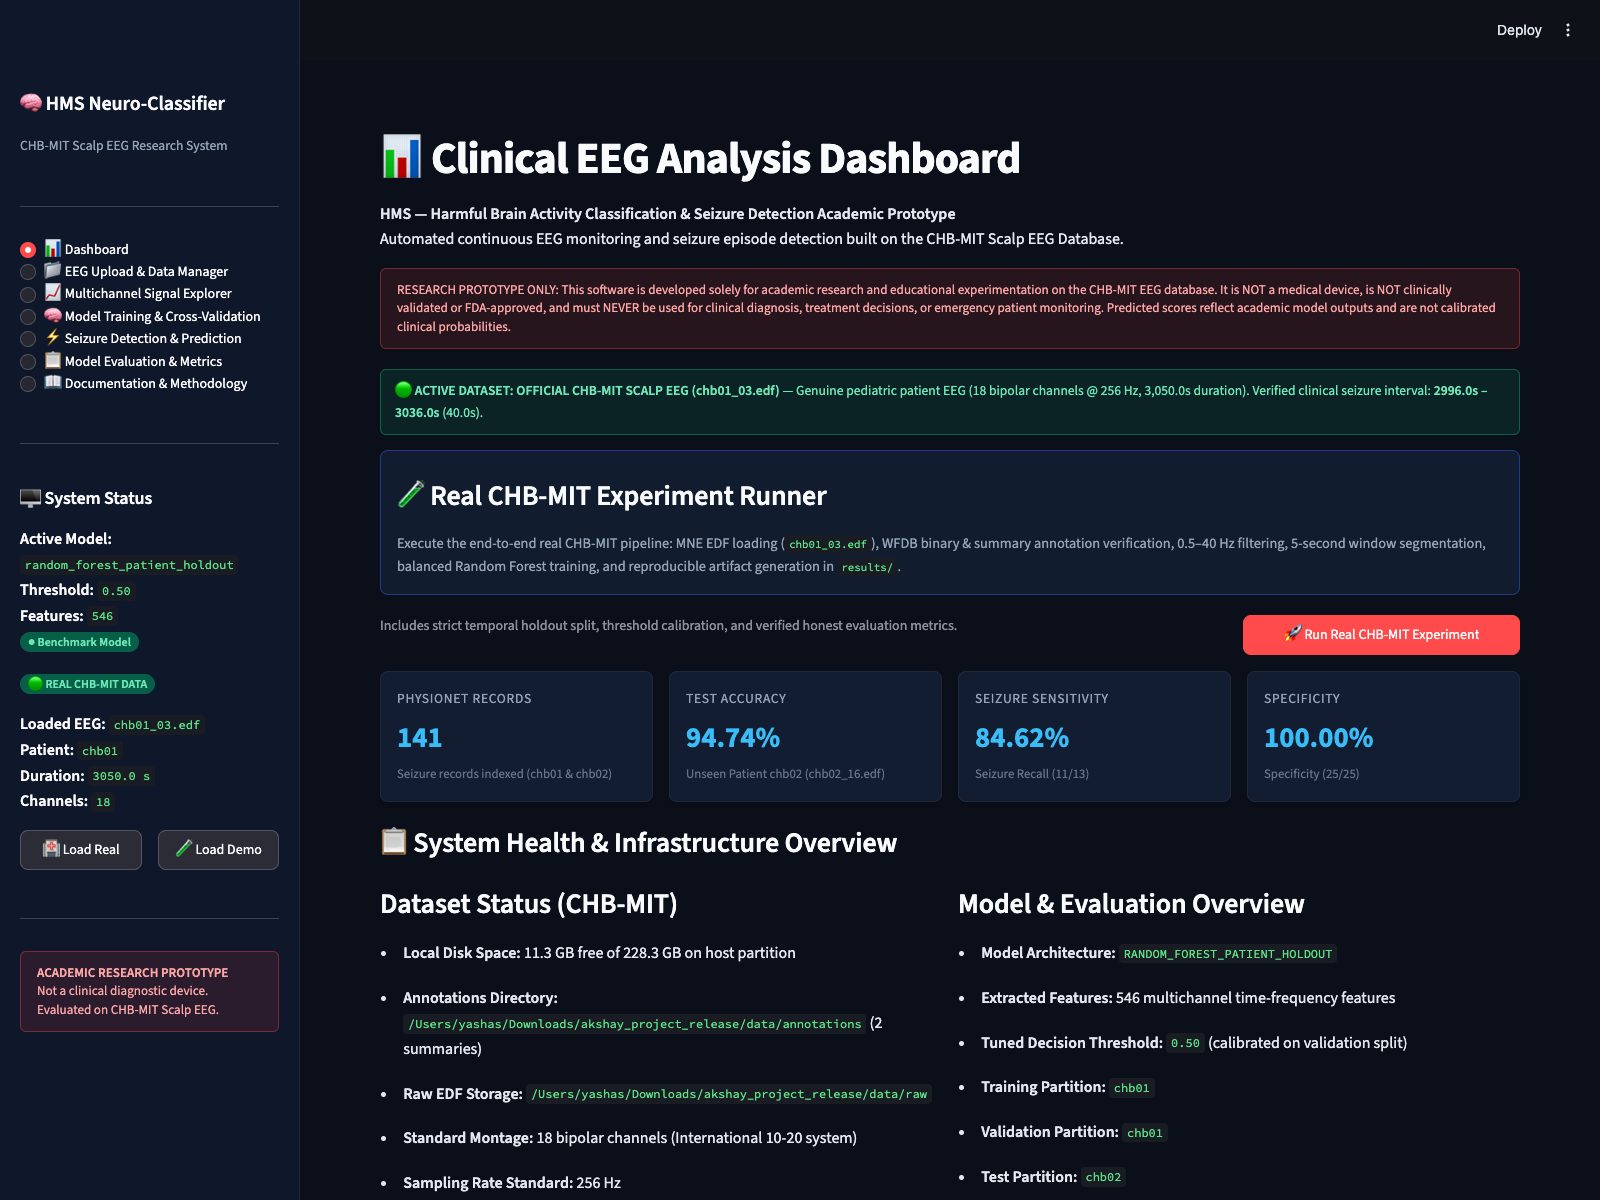 Deploy
🧠 HMS Neuro-Classifier
CHB-MIT Scalp EEG Research System
📊 Dashboard
📁 EEG Upload & Data Manager
📈 Multichannel Signal Explorer
🧠 Model Training & Cross-Validation
⚡ Seizure Detection & Prediction
📋 Model Evaluation & Metrics
📖 Documentation & Methodology
🖥️ System Status
Active Model:
random_forest_patient_holdout
Threshold: 0.50
Features: 546
● Benchmark Model
🟢 REAL CHB-MIT DATA
Loaded EEG: chb01_03.edf
Patient: chb01
Duration: 3050.0 s
Channels: 18
🏥 Load Real
🧪 Load Demo
ACADEMIC RESEARCH PROTOTYPE
Not a clinical diagnostic device.
Evaluated on CHB-MIT Scalp EEG.
📊 Clinical EEG Analysis Dashboard
HMS — Harmful Brain Activity Classification & Seizure Detection Academic Prototype
Automated continuous EEG monitoring and seizure episode detection built on the CHB-MIT Scalp EEG Database.
RESEARCH PROTOTYPE ONLY: This software is developed solely for academic research and educational experimentation on the CHB-MIT EEG database. It is NOT a medical device, is NOT clinically
validated or FDA-approved, and must NEVER be used for clinical diagnosis, treatment decisions, or emergency patient monitoring. Predicted scores reflect academic model outputs and are not calibrated
clinical probabilities.
🟢 ACTIVE DATASET: OFFICIAL CHB-MIT SCALP EEG (chb01_03.edf) — Genuine pediatric patient EEG (18 bipolar channels @ 256 Hz, 3,050.0s duration). Verified clinical seizure interval: 2996.0s –
3036.0s (40.0s).
🧪 Real CHB-MIT Experiment Runner
Execute the end-to-end real CHB-MIT pipeline: MNE EDF loading ( chb01_03.edf ), WFDB binary & summary annotation verification, 0.5–40 Hz filtering, 5-second window segmentation,
balanced Random Forest training, and reproducible artifact generation in results/ .
Includes strict temporal holdout split, threshold calibration, and verified honest evaluation metrics.
🚀 Run Real CHB-MIT Experiment
PHYSIONET RECORDS
141
Seizure records indexed (chb01 & chb02)
TEST ACCURACY
94.74%
Unseen Patient chb02 (chb02_16.edf)
SEIZURE SENSITIVITY
84.62%
Seizure Recall (11/13)
SPECIFICITY
100.00%
Specificity (25/25)
📋 System Health & Infrastructure Overview
Dataset Status (CHB-MIT)
• Local Disk Space: 11.3 GB free of 228.3 GB on host partition
• Annotations Directory:
/Users/yashas/Downloads/akshay_project_release/data/annotations (2
summaries)
• Raw EDF Storage: /Users/yashas/Downloads/akshay_project_release/data/raw
• Standard Montage: 18 bipolar channels (International 10-20 system)
• Sampling Rate Standard: 256 Hz
Model & Evaluation Overview
• Model Architecture: RANDOM_FOREST_PATIENT_HOLDOUT
• Extracted Features: 546 multichannel time-frequency features
• Tuned Decision Threshold: 0.50 (calibrated on validation split)
• Training Partition: chb01
• Validation Partition: chb01
• Test Partition: chb02